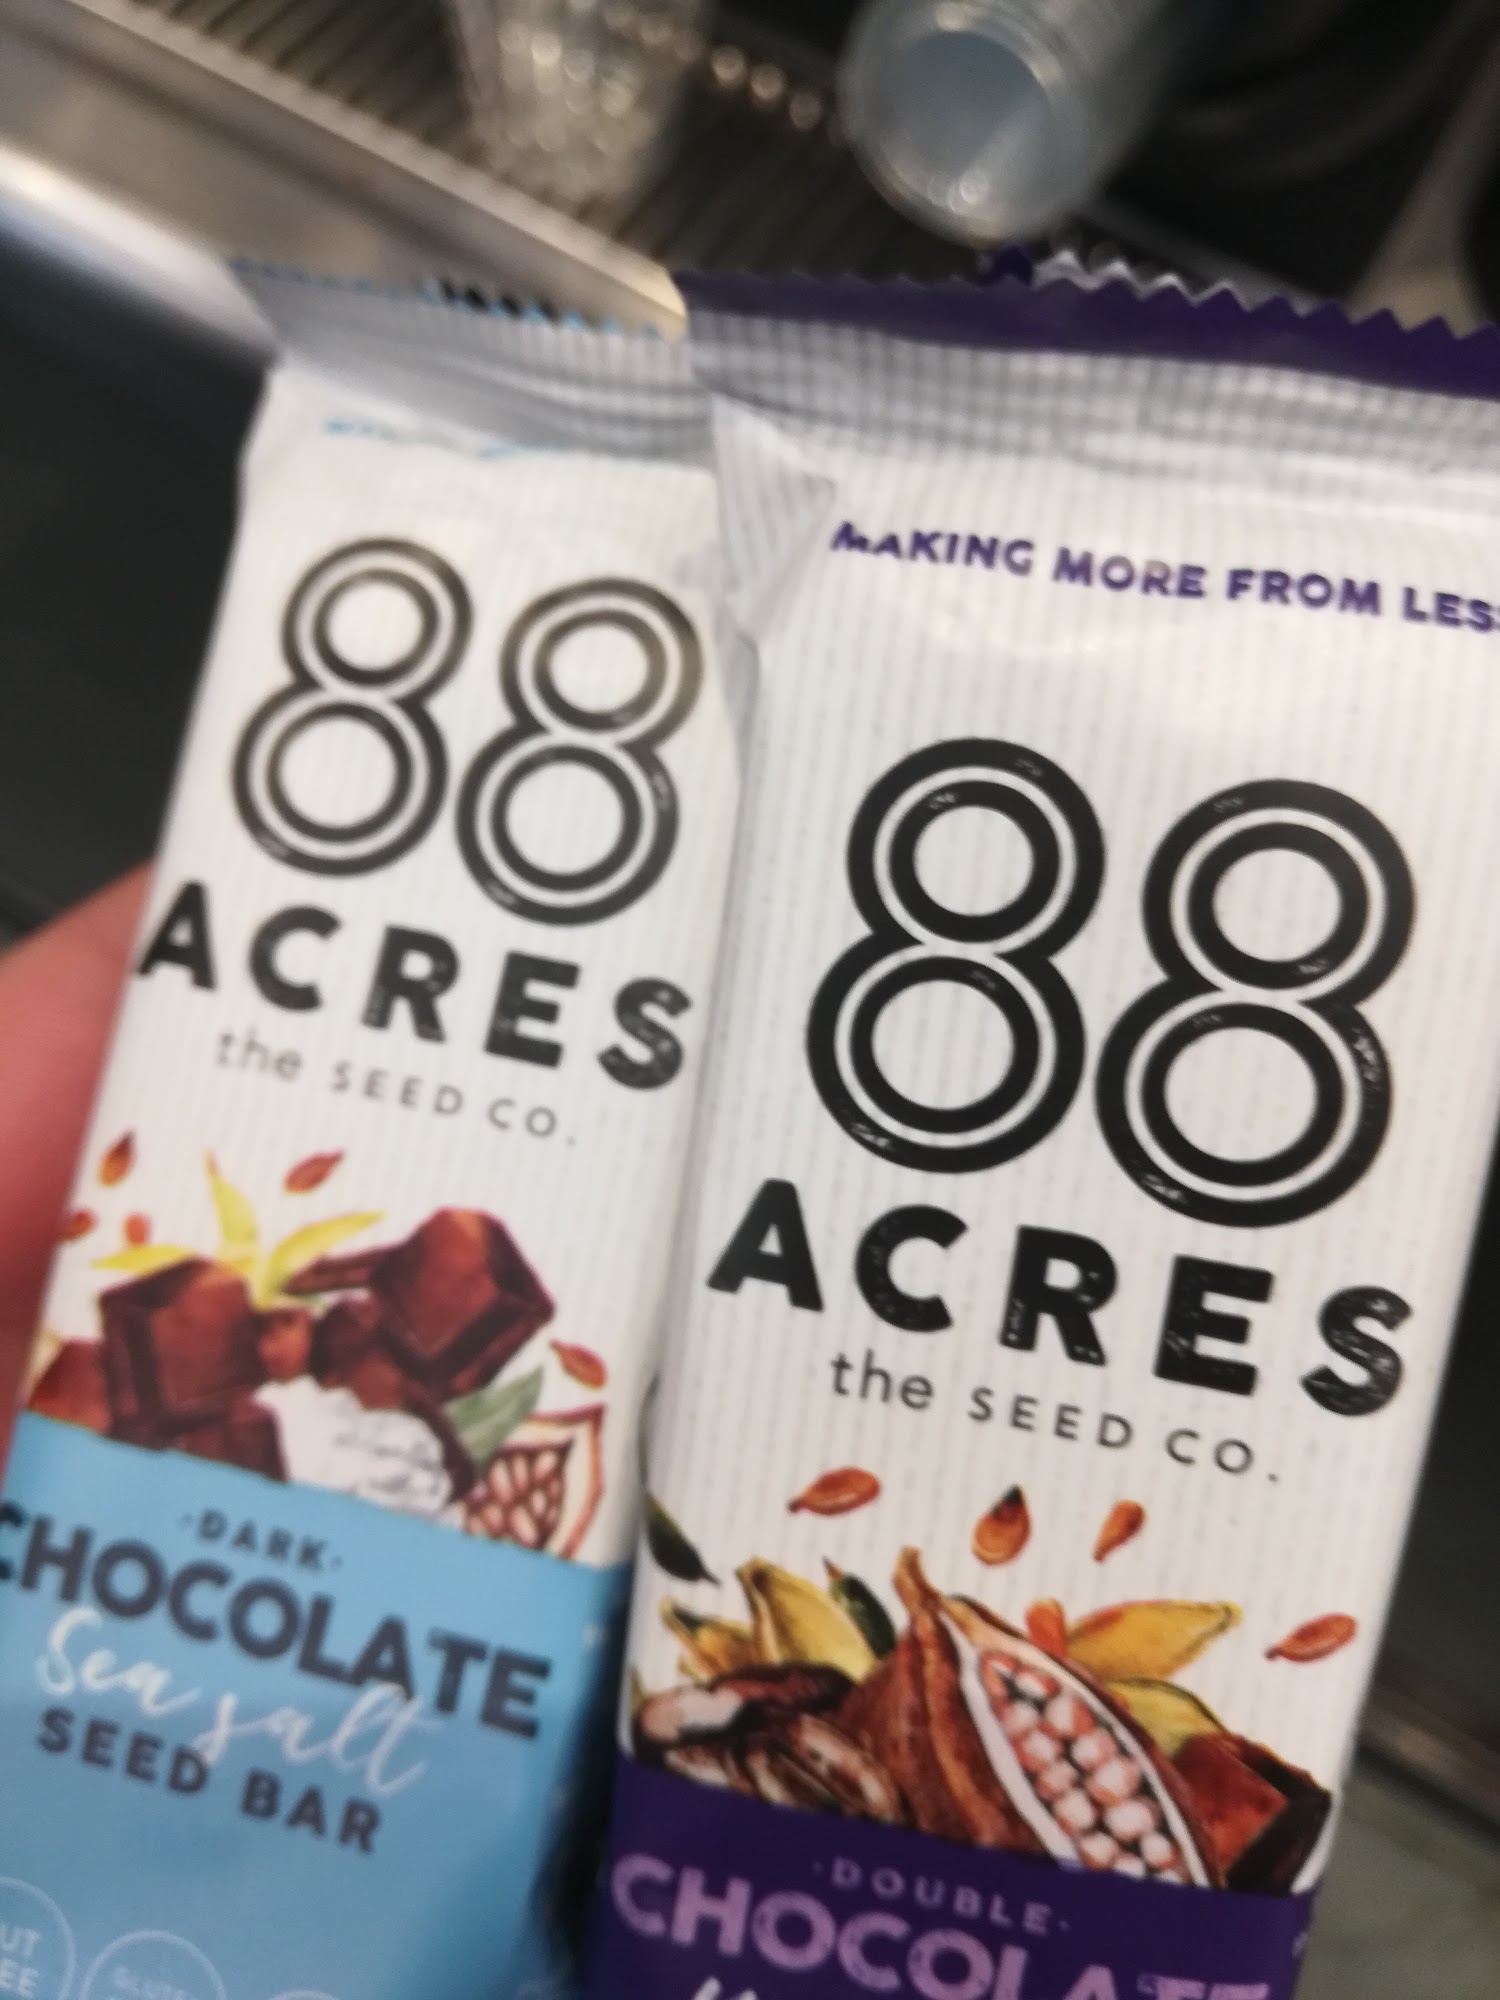 88
ACRES
the SEED CO.
·DARK·
CHOCOLATE
Sea salt
SEED BAR
MAKING MORE FROM LESS
88
ACRES
the SEED CO.
·DOUBLE·
CHOCOLATE